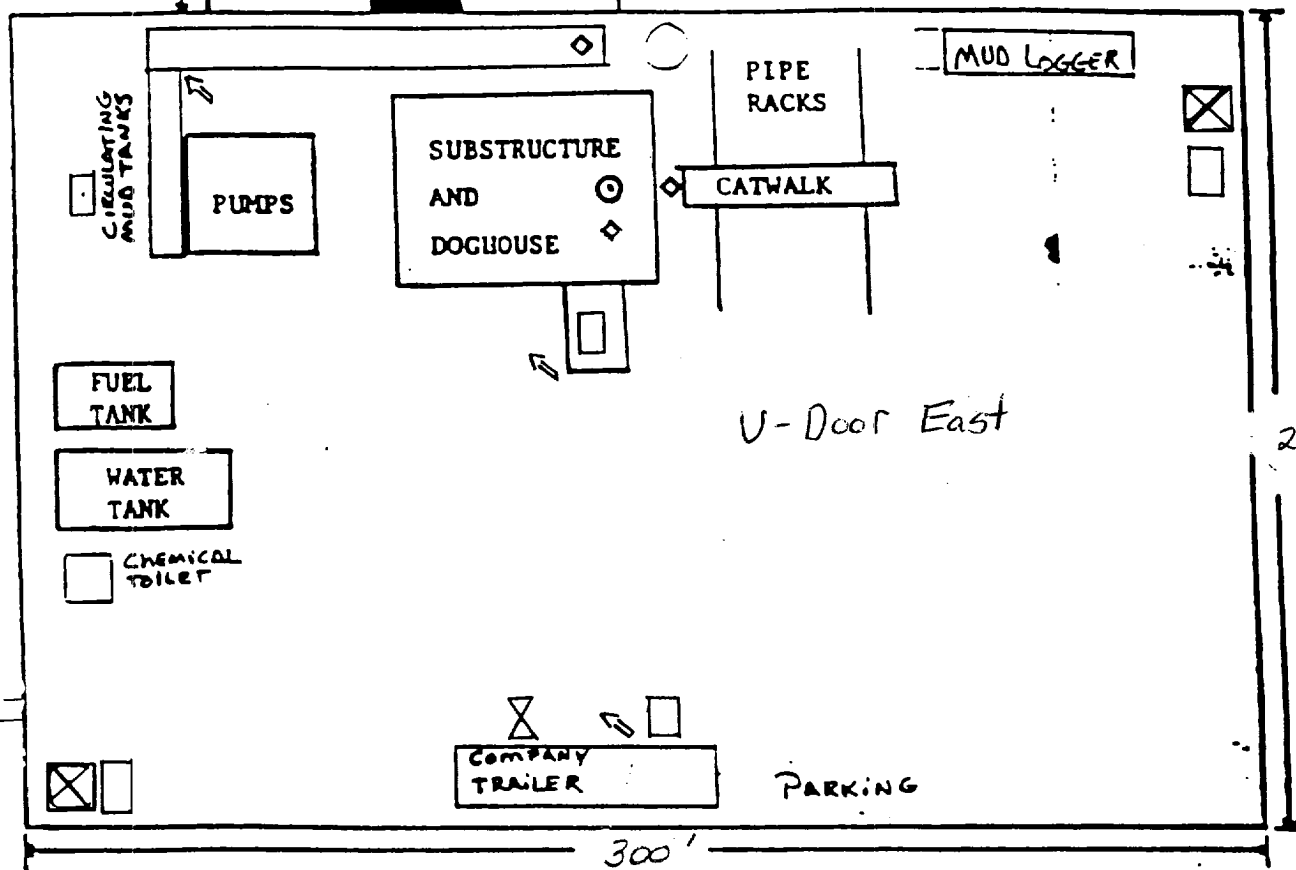 MUD LOGGER
PIPE
RACKS
CIRCULATING
MUD TANKS
PUMPS
SUBSTRUCTURE
AND
DOGHOUSE
CATWALK
FUEL
TANK
V-Door East
2
WATER
TANK
CHEMICAL
TOILET
COMPANY
TRAILER
PARKING
300'